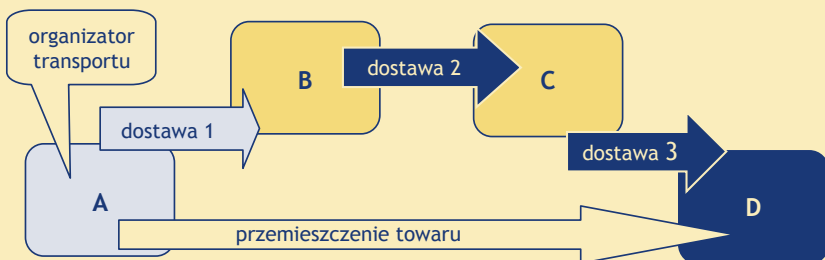 organizator
transportu
B
dostawa 2
C
dostawa 1
dostawa 3
A
D
przemieszczenie towaru